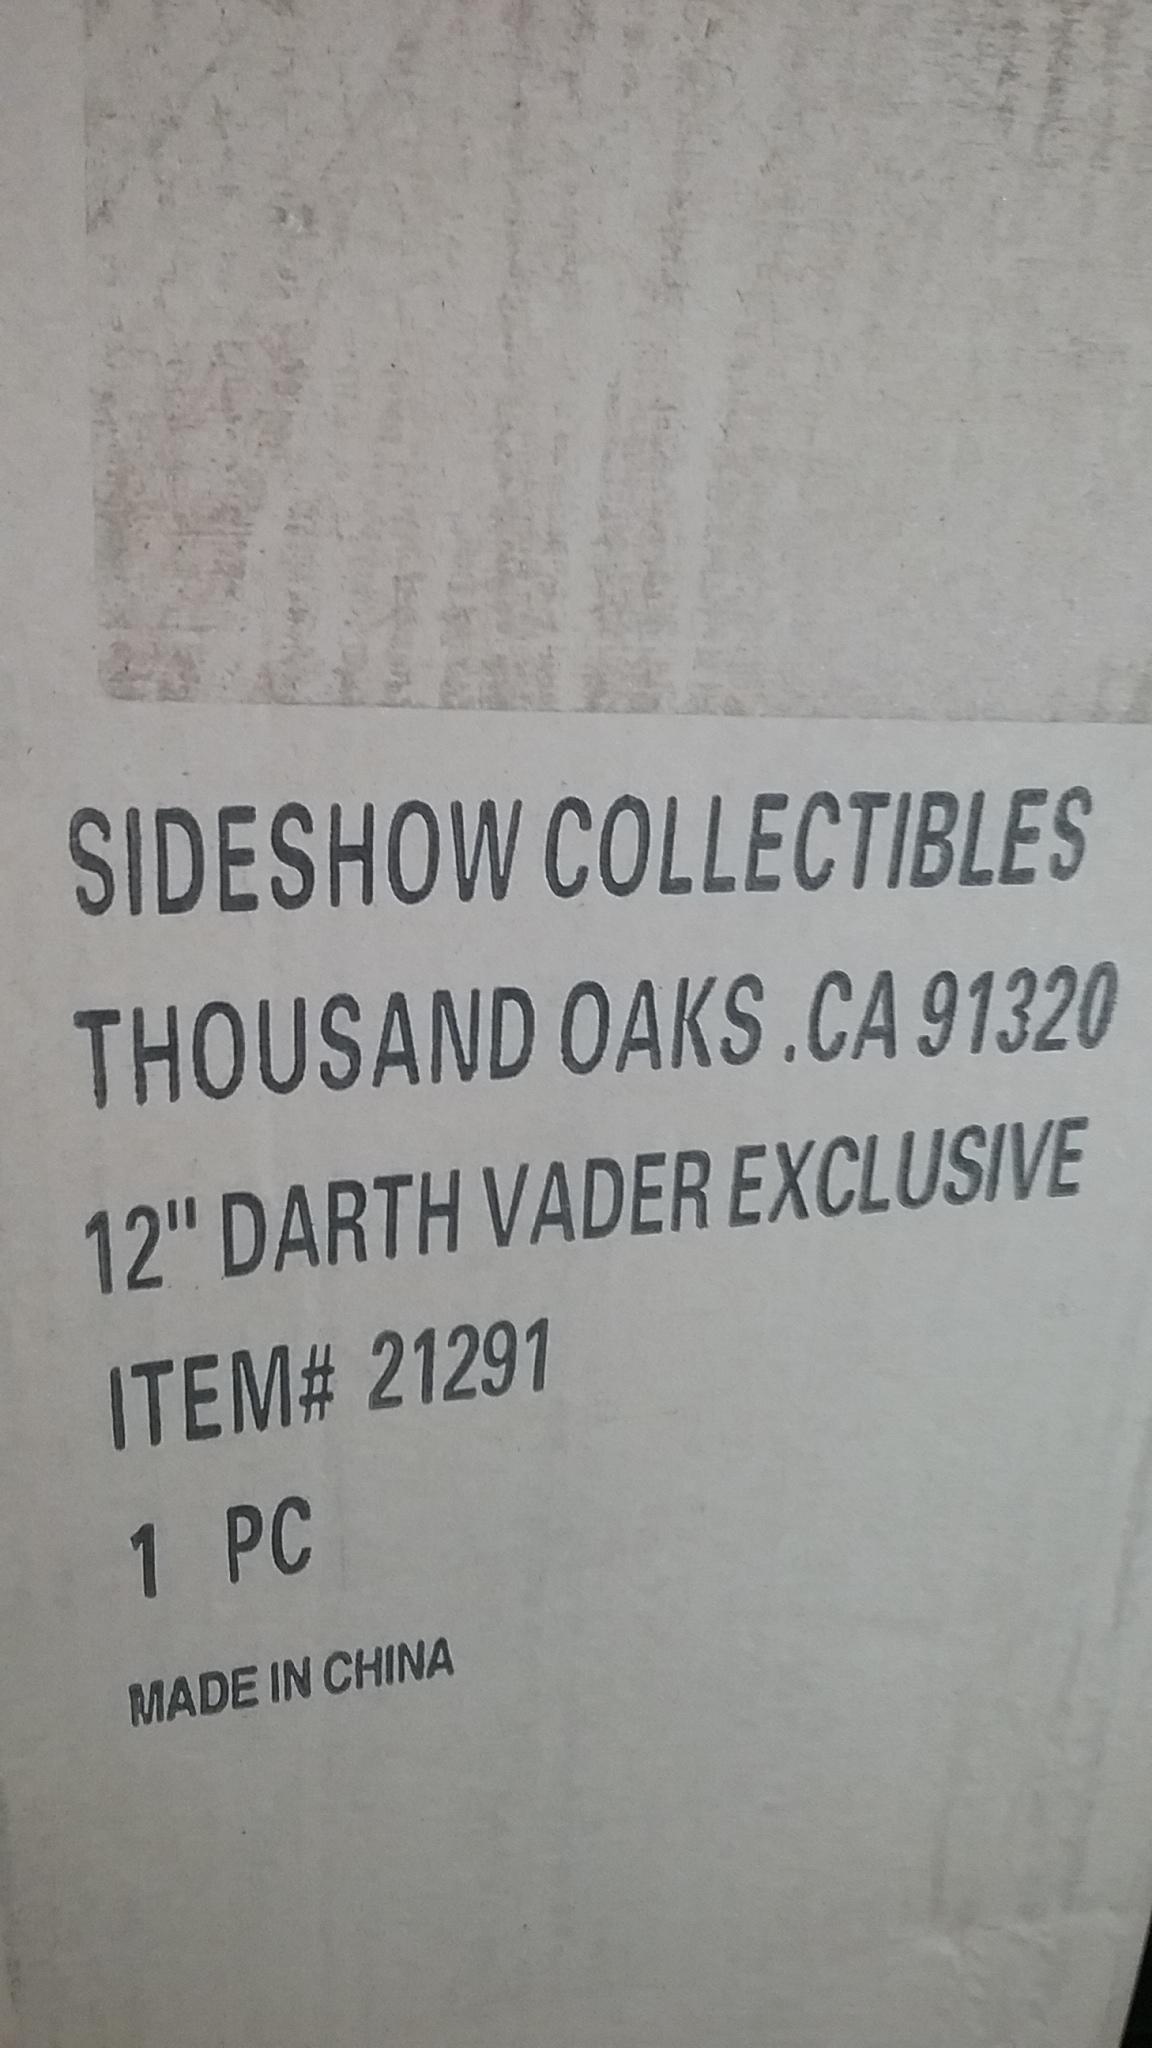 SIDESHOW COLLECTIBLES
THOUSAND OAKS .CA 91320
12" DARTH VADER EXCLUSIVE
ITEM# 21291
1 PC
MADE IN CHINA